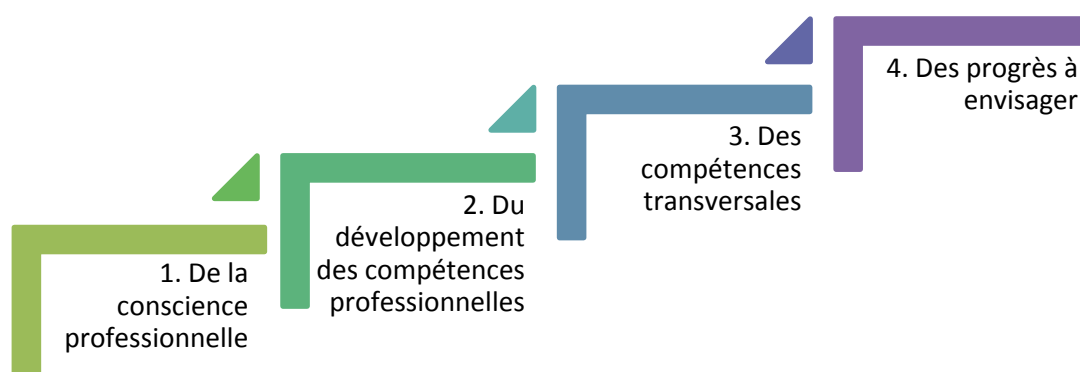 1. De la
conscience
professionnelle
2. Du
développement
des compétences
professionnelles
3. Des
compétences
transversales
4. Des progrès à
envisager